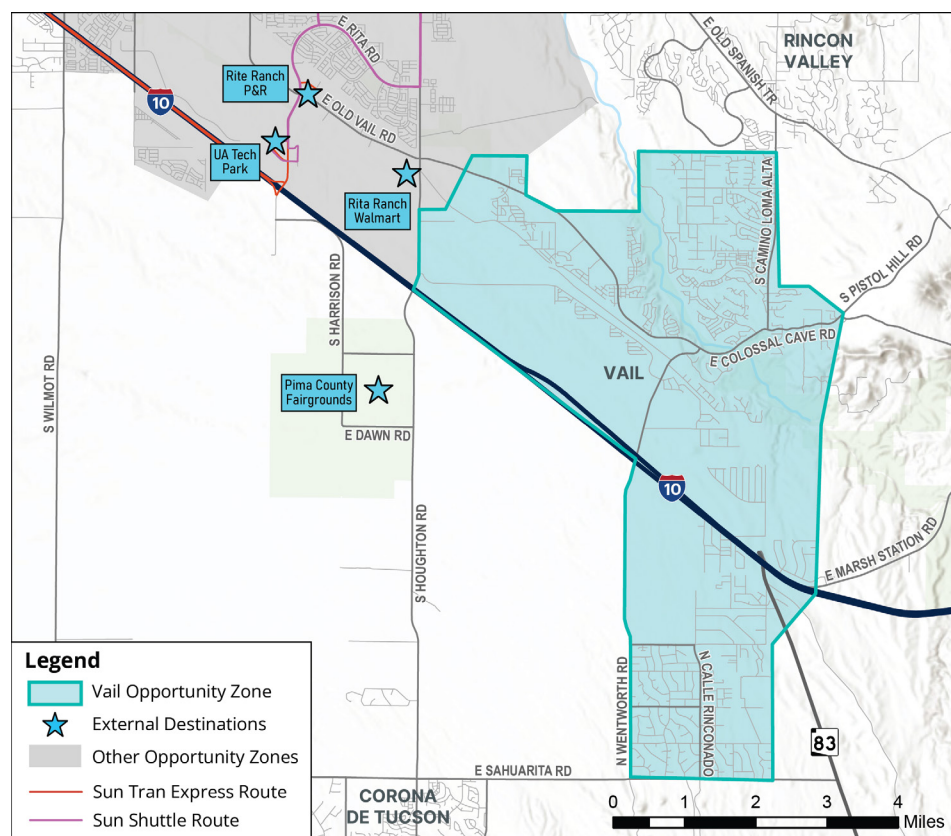 E RITA RD
E OLD SPANISH TR
RINCON
VALLEY
Rite Ranch
P&R
10
E OLD VAIL RD
UA Tech
Park
Rita Ranch
Walmart
S CAMINO LOMA ALTA
S PISTOL HILL RD
S HARRISON RD
E COLOSSAL CAVE RD
VAIL
S WILMOT RD
Pima County
Fairgrounds
E DAWN RD
10
S HOUGHTON RD
E MARSH STATION RD
N WENTWORTH RD
N CALLE RINCONADO
83
E SAHUARITA RD
CORONA
DE TUCSON
Legend
Vail Opportunity Zone
External Destinations
Other Opportunity Zones
Sun Tran Express Route
Sun Shuttle Route
0 1 2 3 4
Miles